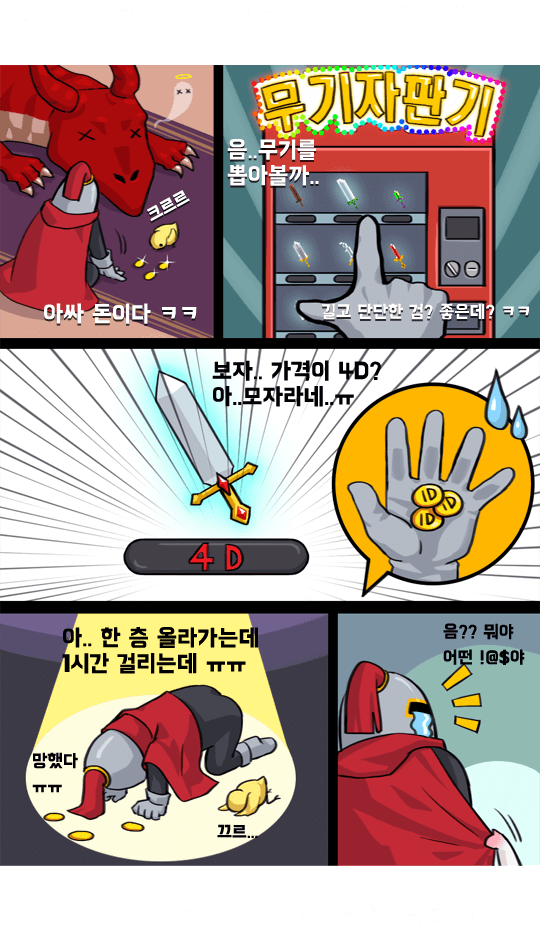 크르르
아싸 돈이다 ㅋㅋ
무기자판기
음..무기를
뽑아볼까..
길고 단단한 검? 좋은데? ㅋㅋ
보자.. 가격이 4D?
아..모자라네..ㅠ
4 D
1D
1D
1D
아.. 한 층 올라가는데
1시간 걸리는데 ㅠㅠ
망했다
ㅠㅠ
끄르...
음?? 뭐야
어떤 !@$야